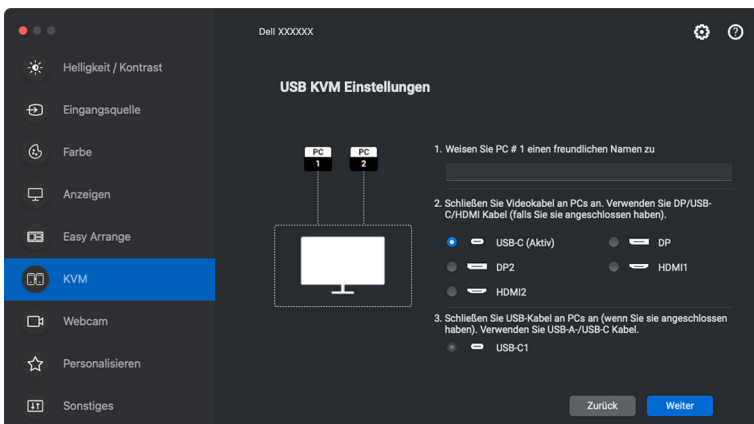 Dell XXXXXX
Helligkeit / Kontrast
Eingangsquelle
Farbe
Anzeigen
Easy Arrange
KVM
Webcam
Personalisieren
Sonstiges
USB KVM Einstellungen
PC
1
PC
2
1. Weisen Sie PC # 1 einen freundlichen Namen zu
2. Schließen Sie Videokabel an PCs an. Verwenden Sie DP/USB-
C/HDMI Kabel (falls Sie sie angeschlossen haben).
USB-C (Aktiv)
DP
DP2
HDMI1
HDMI2
3. Schließen Sie USB-Kabel an PCs an (wenn Sie sie angeschlossen
haben). Verwenden Sie USB-A-/USB-C Kabel.
USB-C1
Zurück
Weiter